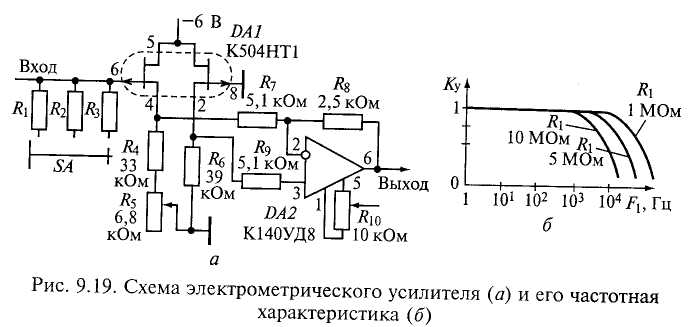 −6 В
DA1
К504НТ1
5
Вход
6
8
4
2
R1
R2
R3
SA
R4
33
кОм
R5
6,8
кОм
R6
39
кОм
R7
5,1 кОм
R8
2,5 кОм
R9
5,1 кОм
2
3
6
1
5
Выход
DA2
К140УД8
R10
10 кОм
а
Kу
1
0
R1
1 МОм
R1
10 МОм
R1
5 МОм
1
10¹
10²
10³
10⁴
F1, Гц
б
Рис. 9.19. Схема электрометрического усилителя (а) и его частотная
характеристика (б)